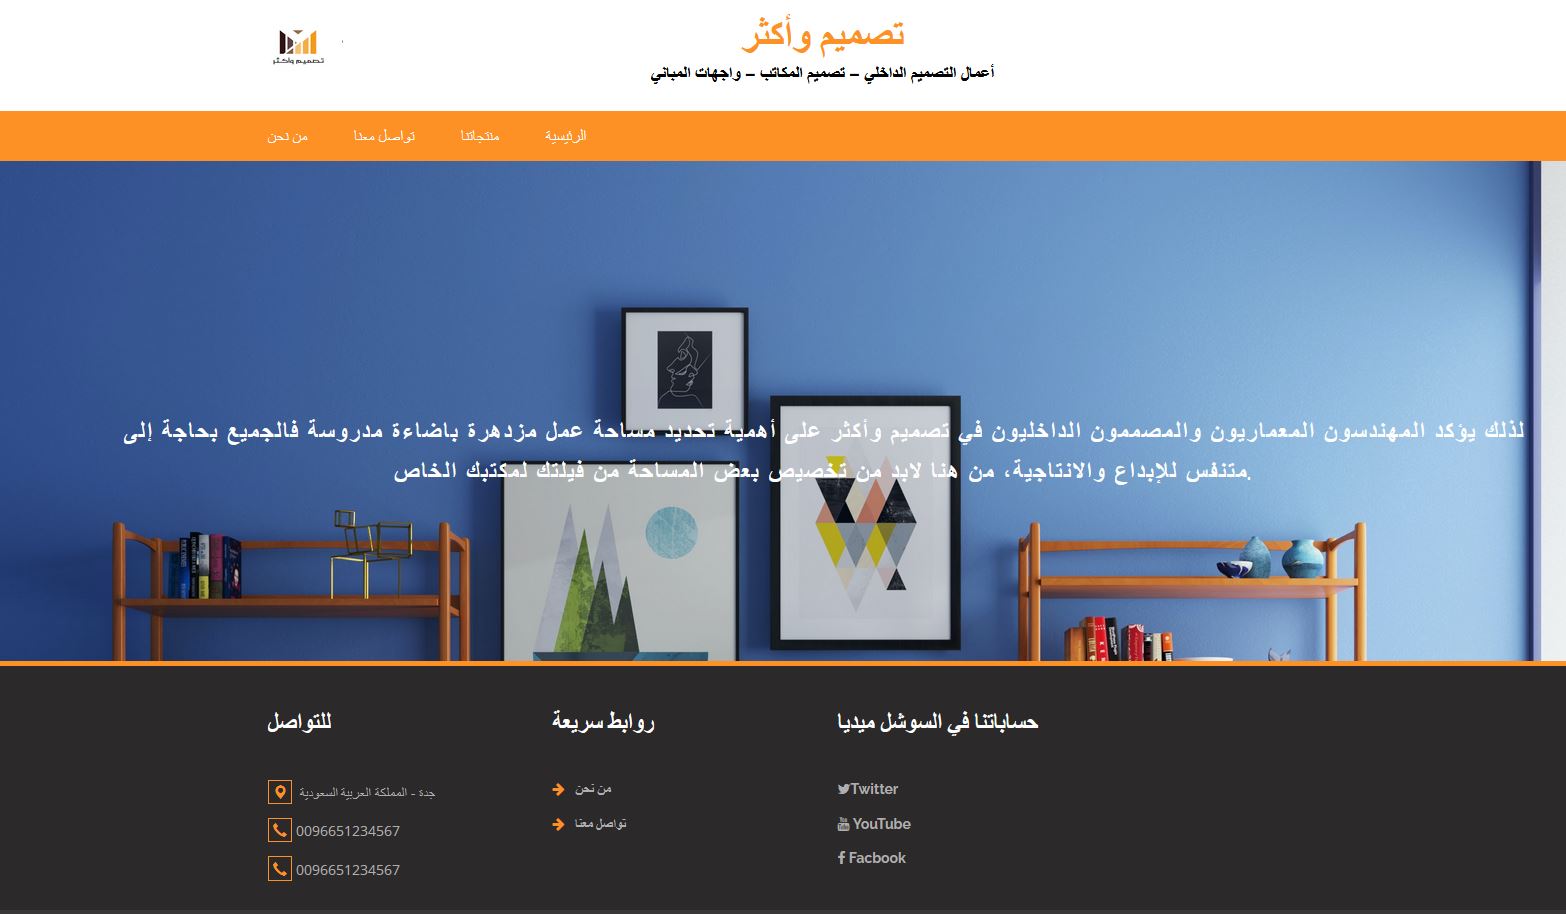 تصميم وأكثر
تصميم وأكثر
أعمال التصميم الداخلي – تصميم المكاتب – واجهات المباني
الرئيسية
منتجاتنا
تواصل معنا
من نحن
لذلك يؤكد المهندسون المعماريون والمصممون الداخليون في تصميم وأكثر على أهمية تحديد مساحة عمل مزدهرة باضاءة مدروسة فالجميع بحاجة إلى
متنفس للإبداع والانتاجية، من هنا لابد من تخصيص بعض المساحة من فيلتك لمكتبك الخاص.
حساباتنا في السوشل ميديا
Twitter
YouTube
Facbook
روابط سريعة
من نحن
تواصل معنا
للتواصل
جدة - المملكة العربية السعودية
0096651234567
0096651234567